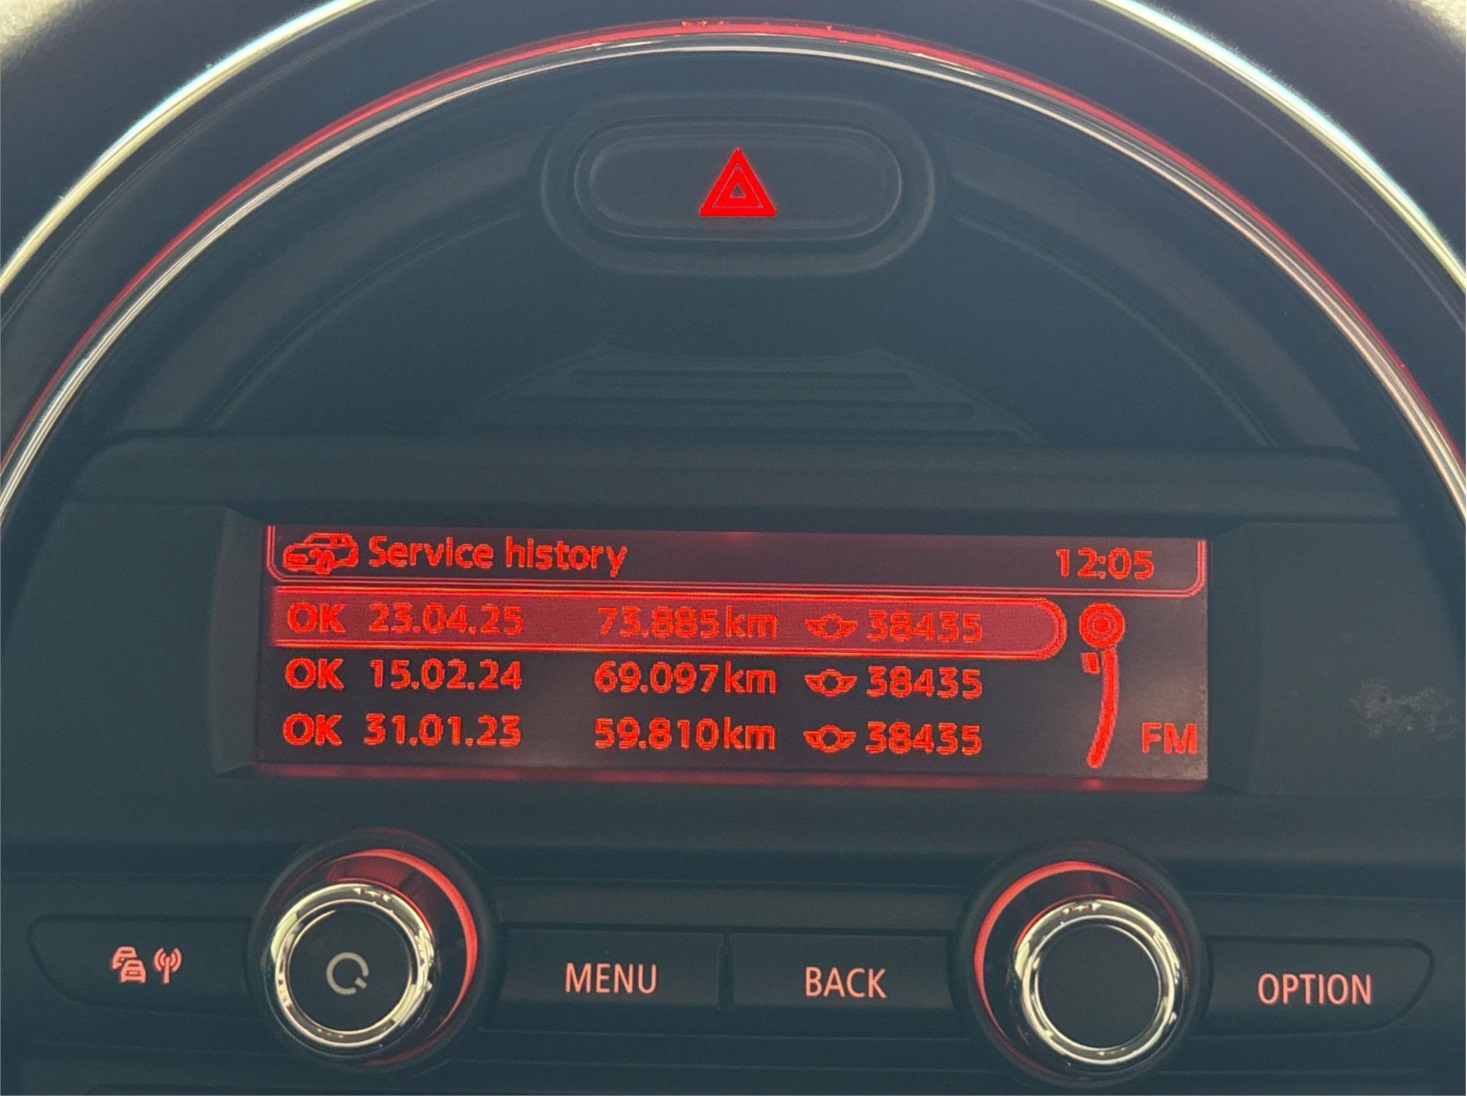 Service history 12:05
OK 23.04.25 73.885 km 38435
OK 15.02.24 69.097 km 38435
OK 31.01.23 59.810 km 38435
FM
MENU BACK OPTION